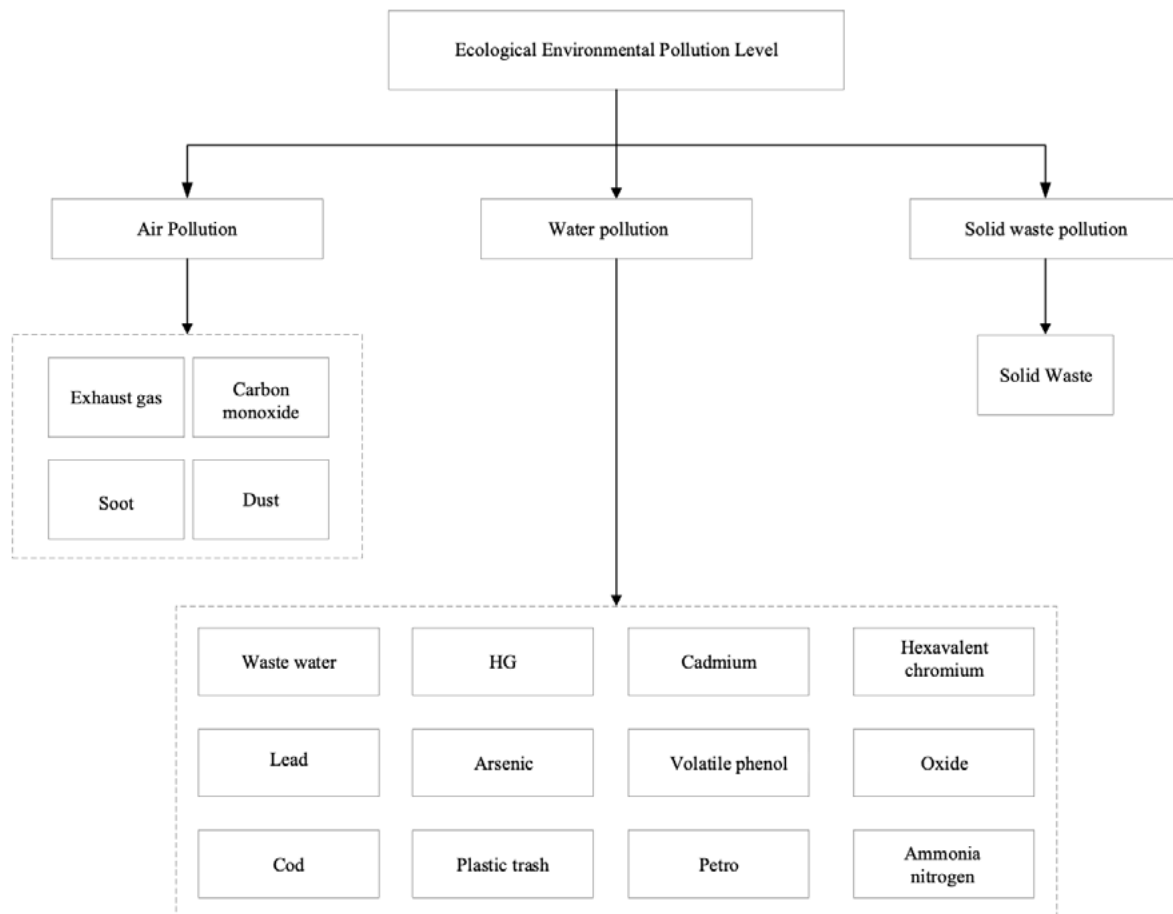 Ecological Environmental Pollution Level
Air Pollution
Water pollution
Solid waste pollution
Exhaust gas
Carbon
monoxide
Solid Waste
Soot
Dust
Waste water
HG
Cadmium
Hexavalent
chromium
Lead
Arsenic
Volatile phenol
Oxide
Cod
Plastic trash
Petro
Ammonia
nitrogen